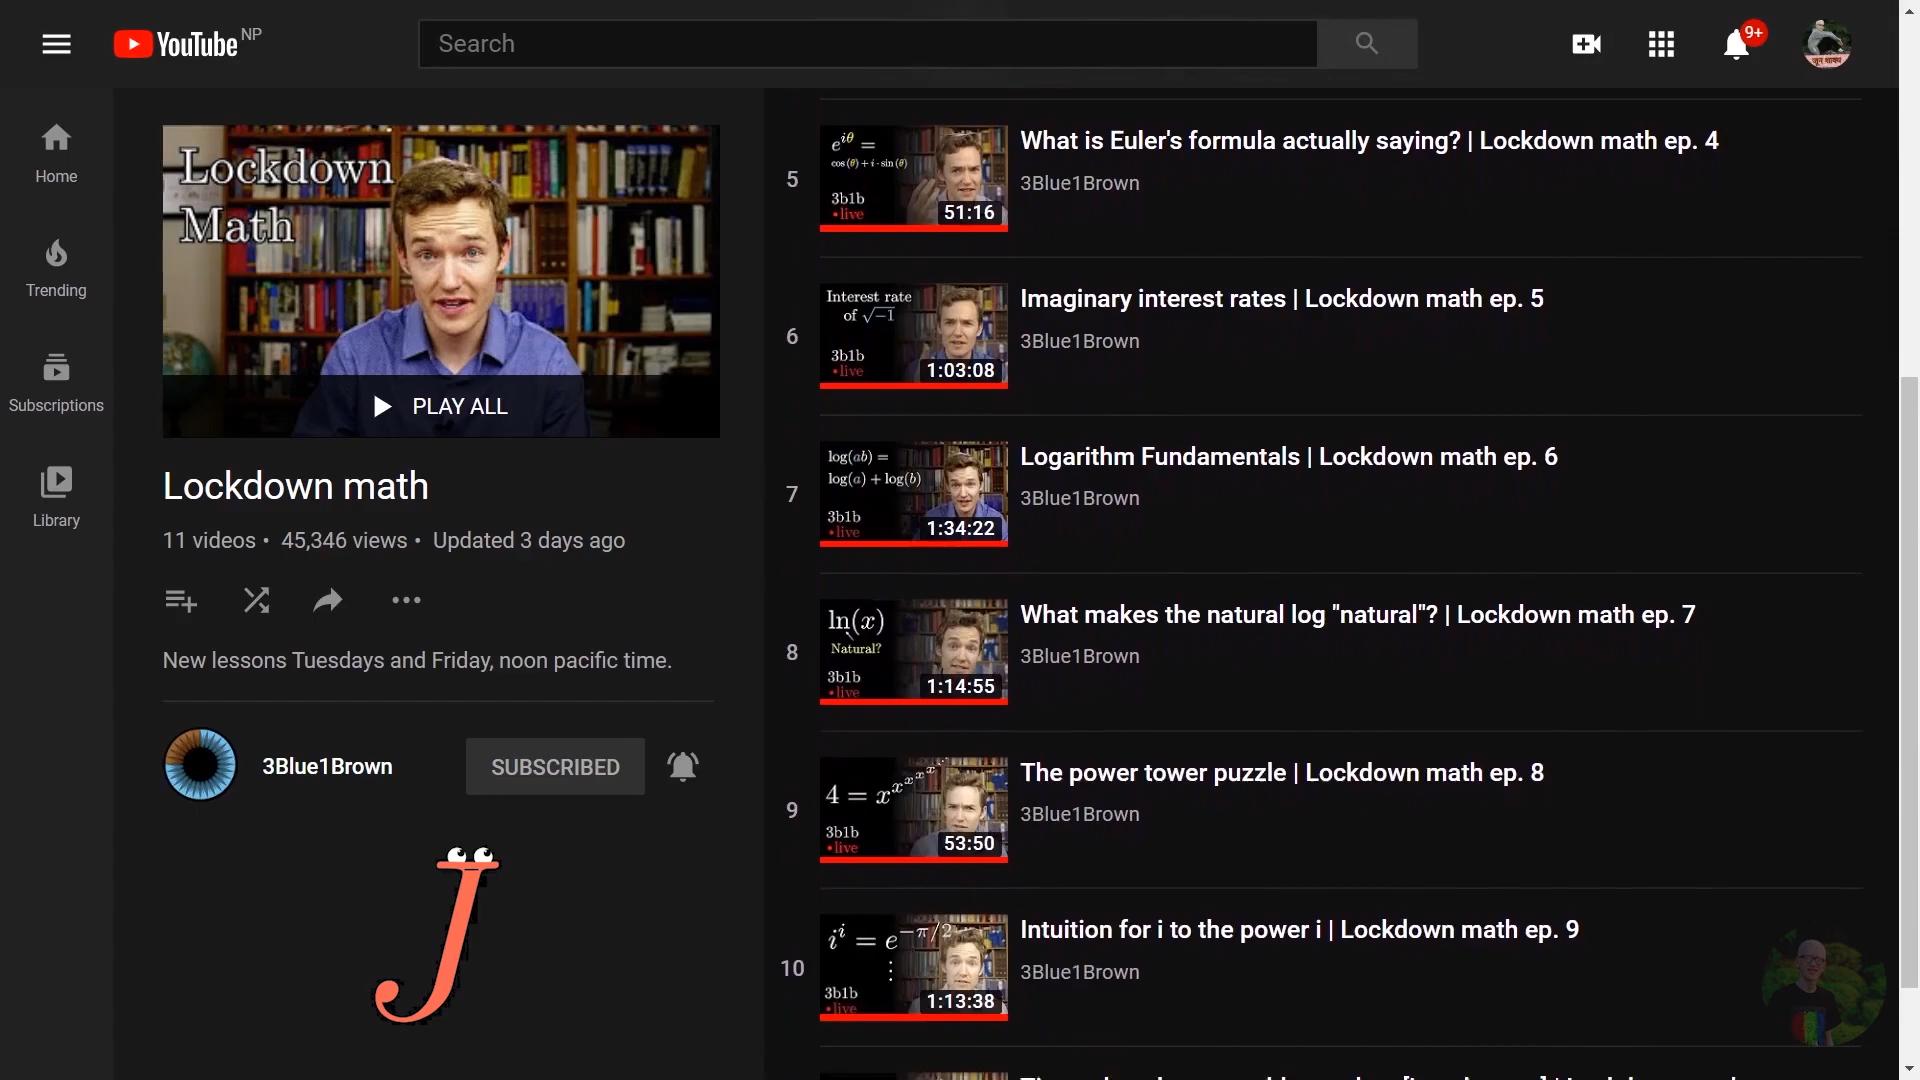 YouTube NP
Search
9+
Home
Trending
Subscriptions
Library
Lockdown
Math
PLAY ALL
Lockdown math
11 videos • 45,346 views • Updated 3 days ago
New lessons Tuesdays and Friday, noon pacific time.
3Blue1Brown
SUBSCRIBED
J
5
e^{iθ} =
cos(θ) + i · sin(θ)
3b1b
•live
51:16
What is Euler's formula actually saying? | Lockdown math ep. 4
3Blue1Brown
6
Interest rate
of √−1
3b1b
•live
1:03:08
Imaginary interest rates | Lockdown math ep. 5
3Blue1Brown
7
log(ab) =
log(a) + log(b)
3b1b
•live
1:34:22
Logarithm Fundamentals | Lockdown math ep. 6
3Blue1Brown
8
ln(x)
Natural?
3b1b
•live
1:14:55
What makes the natural log "natural"? | Lockdown math ep. 7
3Blue1Brown
9
4 = x^{x^{x^{x^{x^{⋰}}}}}
3b1b
•live
53:50
The power tower puzzle | Lockdown math ep. 8
3Blue1Brown
10
i^i = e^{−π/2}
⋮
3b1b
•live
1:13:38
Intuition for i to the power i | Lockdown math ep. 9
3Blue1Brown